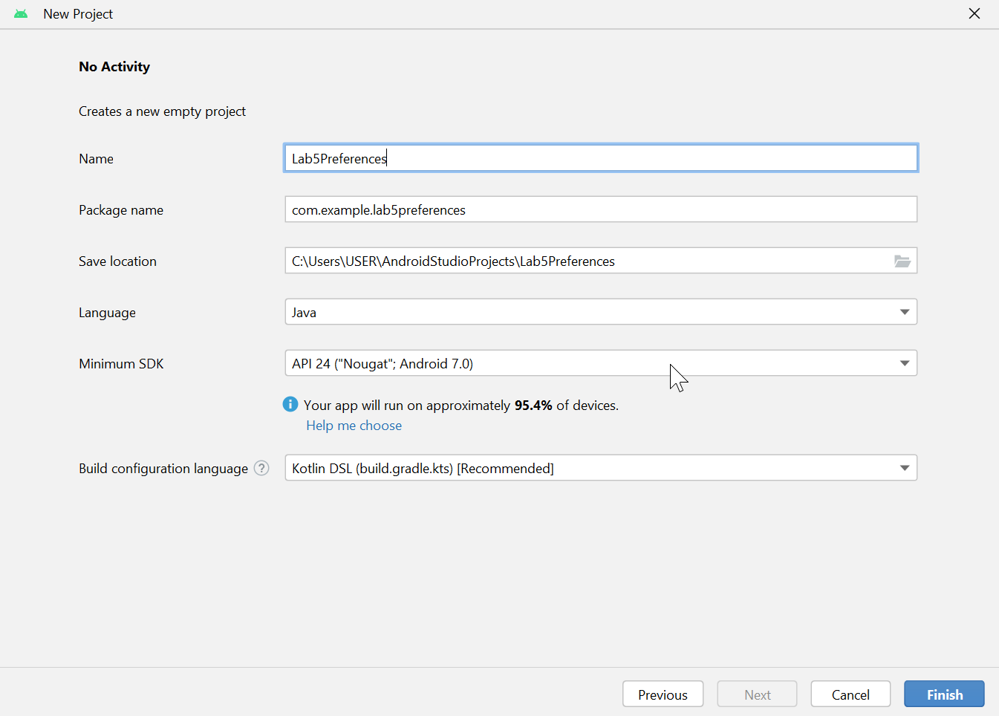 New Project
No Activity
Creates a new empty project
Name Lab5Preferences
Package name com.example.lab5preferences
Save location C:\Users\USER\AndroidStudioProjects\Lab5Preferences
Language Java
Minimum SDK API 24 ("Nougat"; Android 7.0)
Your app will run on approximately 95.4% of devices.
Help me choose
Build configuration language ? Kotlin DSL (build.gradle.kts) [Recommended]
Previous Next Cancel Finish